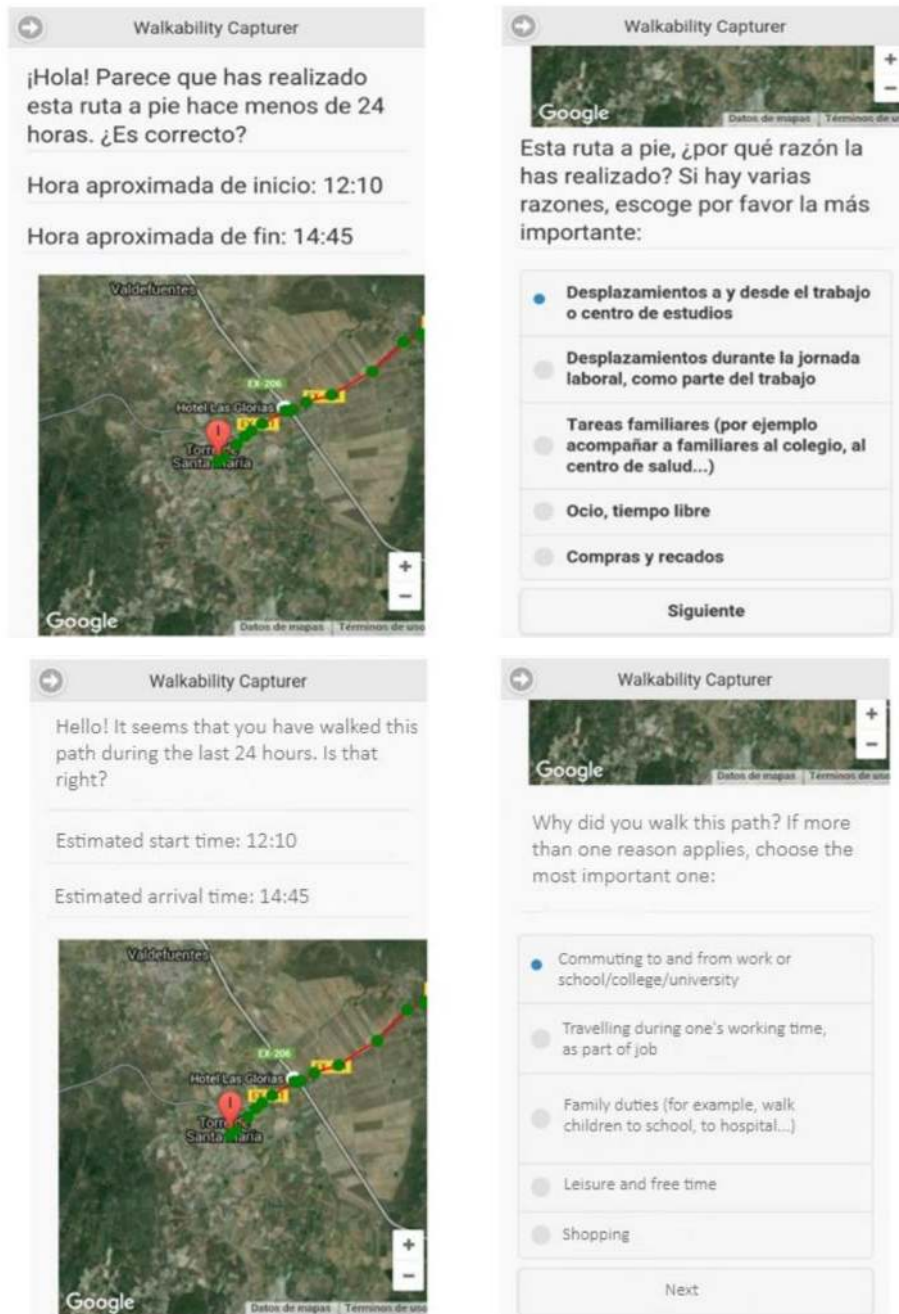 Walkability Capturer
¡Hola! Parece que has realizado
esta ruta a pie hace menos de 24
horas. ¿Es correcto?
Hora aproximada de inicio: 12:10
Hora aproximada de fin: 14:45
Valdefuentes
EX-206
Hotel Las Glorias
Santa María
Google
Datos de mapas
Términos de uso
Walkability Capturer
Google
Datos de mapas
Términos de u
Esta ruta a pie, ¿por qué razón la
has realizado? Si hay varias
razones, escoge por favor la más
importante:
Desplazamientos a y desde el trabajo
o centro de estudios
Desplazamientos durante la jornada
laboral, como parte del trabajo
Tareas familiares (por ejemplo
acompañar a familiares al colegio, al
centro de salud...)
Ocio, tiempo libre
Compras y recados
Siguiente
Walkability Capturer
Hello! It seems that you have walked this
path during the last 24 hours. Is that
right?
Estimated start time: 12:10
Estimated arrival time: 14:45
Valdefuentes
EX-206
Hotel Las Glorias
Santa María
Google
Datos de mapas
Términos de uso
Walkability Capturer
Google
Datos de mapas
Términos de uso
Why did you walk this path? If more
than one reason applies, choose the
most important one:
Commuting to and from work or
school/college/university
Travelling during one's working time,
as part of job
Family duties (for example, walk
children to school, to hospital...)
Leisure and free time
Shopping
Next